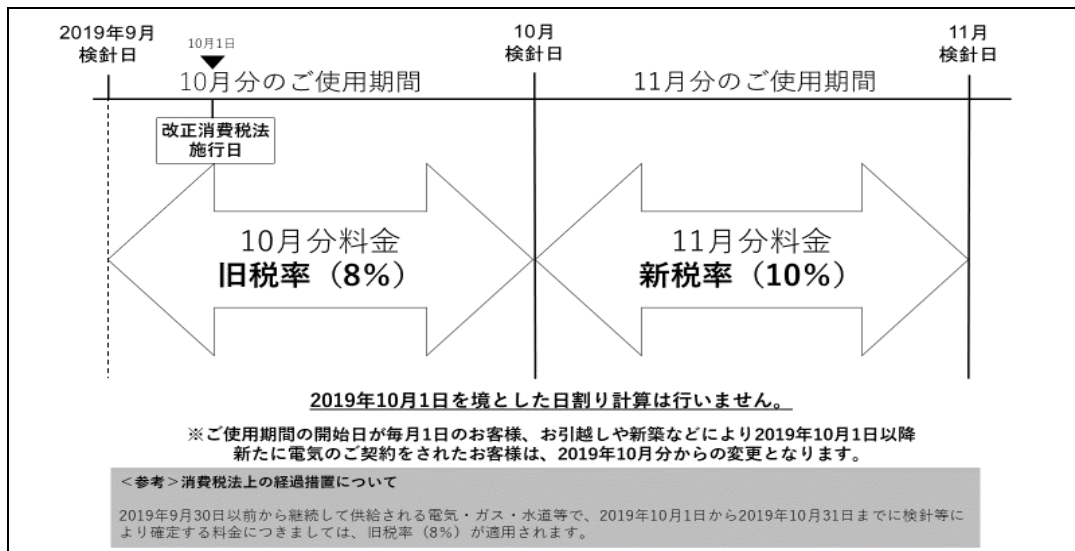 2019年9月
検針日
10月1日
10月
検針日
11月
検針日
10月分のご使用期間
11月分のご使用期間
改正消費税法
施行日
10月分料金
旧税率（8%）
11月分料金
新税率（10%）
2019年10月1日を境とした日割り計算は行いません。
※ご使用期間の開始日が毎月1日のお客様、お引越しや新築などにより2019年10月1日以降
新たに電気のご契約をされたお客様は、2019年10月分からの変更となります。
＜参考＞消費税法上の経過措置について
2019年9月30日以前から継続して供給される電気・ガス・水道等で、2019年10月1日から2019年10月31日までに検針等に
より確定する料金につきましては、旧税率（8%）が適用されます。